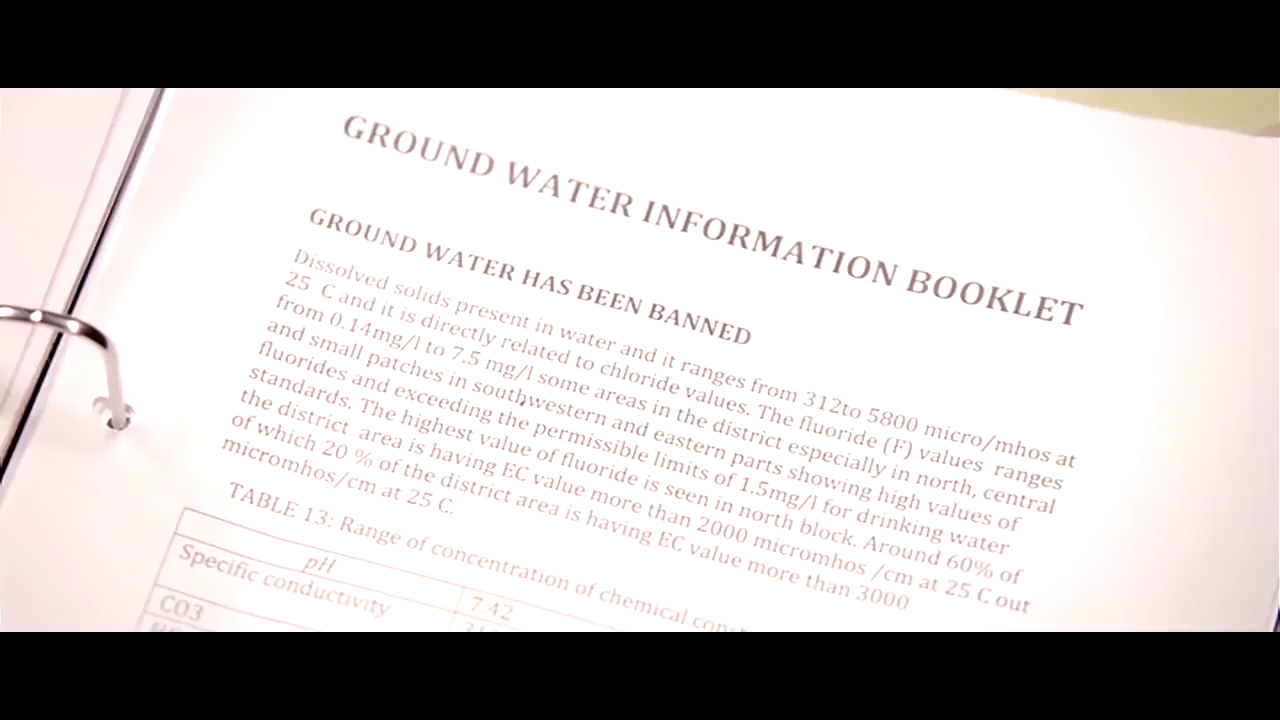 GROUND WATER INFORMATION BOOKLET
GROUND WATER HAS BEEN BANNED
Dissolved solids present in water and it ranges from 312to 5800 micro/mhos at
25 C and it is directly related to chloride values. The fluoride (F) values ranges
from 0.14mg/l to 7.5 mg/l some areas in the district especially in north, central
and small patches in southwestern and eastern parts showing high values of
fluorides and exceeding the permissible limits of 1.5mg/l for drinking water
standards. The highest value of fluoride is seen in north block. Around 60% of
the district area is having EC value more than 2000 micromhos /cm at 25 C out
of which 20 % of the district area is having EC value more than 3000
micromhos/cm at 25 C.
TABLE 13: Range of concentration of chemical
pH 7.42
Specific conductivity
CO3